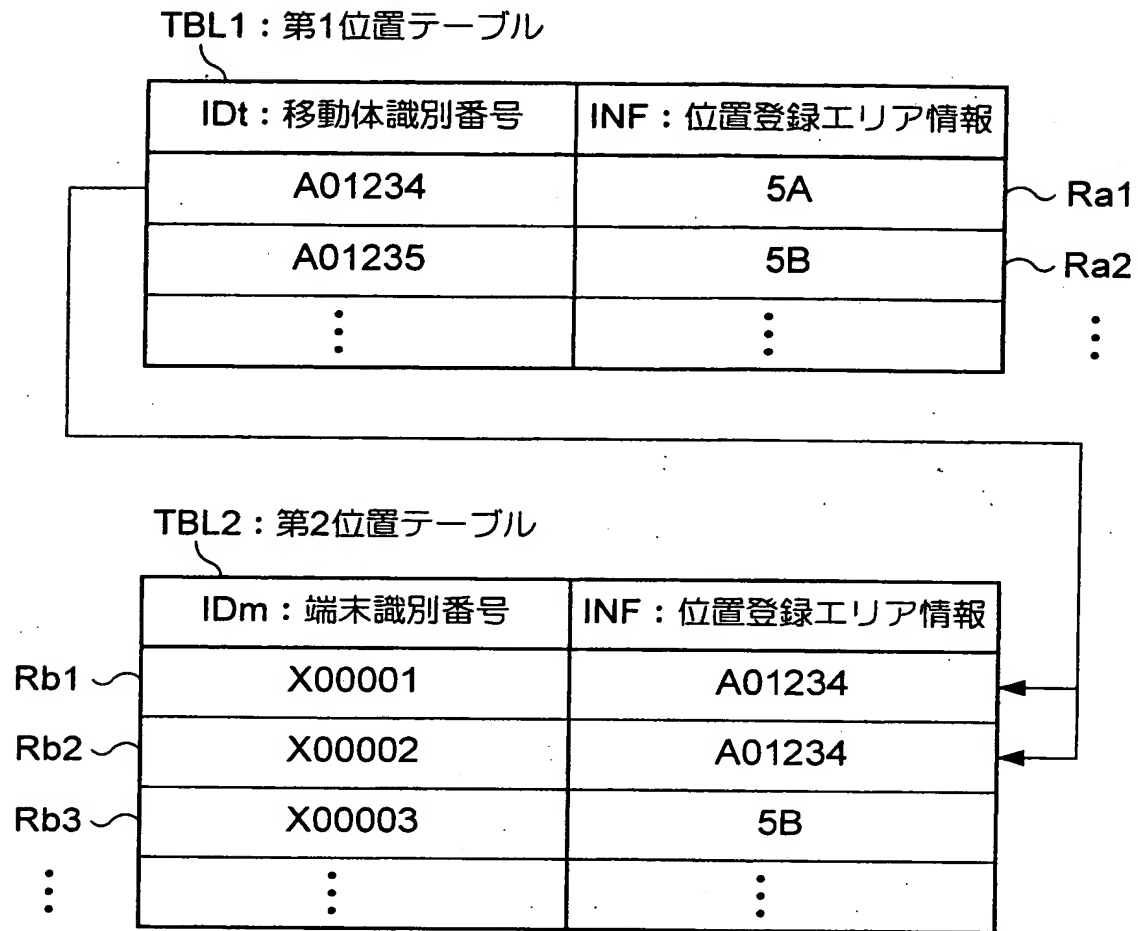 TBL1：第1位置テーブル
IDt：移動体識別番号 INF：位置登録エリア情報
A01234 5A Ra1
A01235 5B Ra2
⋮ ⋮ ⋮
TBL2：第2位置テーブル
IDm：端末識別番号 INF：位置登録エリア情報
Rb1 X00001 A01234
Rb2 X00002 A01234
Rb3 X00003 5B
⋮ ⋮ ⋮